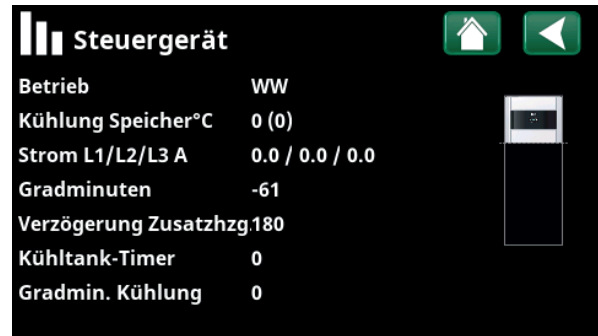 Steuergerät
Betrieb WW
Kühlung Speicher°C 0 (0)
Strom L1/L2/L3 A 0.0 / 0.0 / 0.0
Gradminuten -61
Verzögerung Zusatzhzg. 180
Kühltank-Timer 0
Gradmin. Kühlung 0